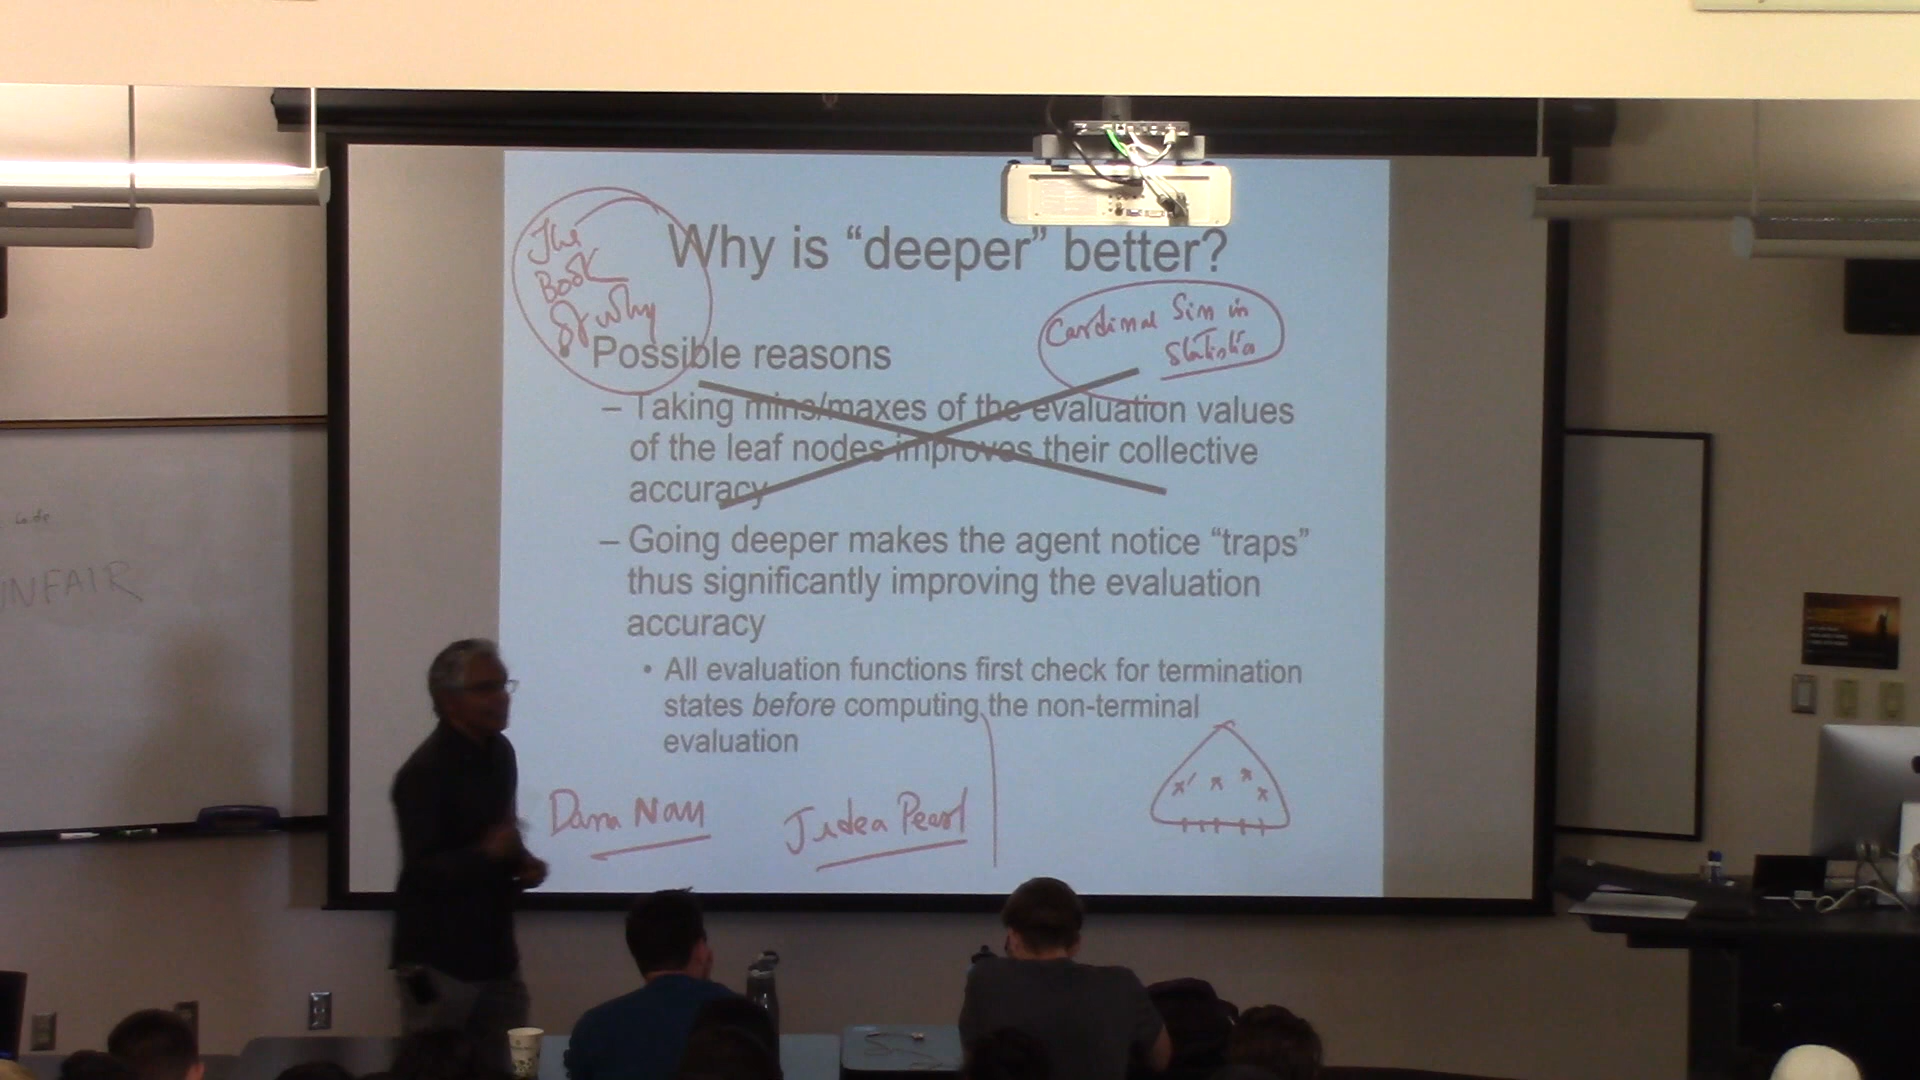 The
Book
of Why
Why is “deeper” better?
Cardinal Sin in
Statistics
• Possible reasons
– Taking mins/maxes of the evaluation values
of the leaf nodes improves their collective
accuracy
– Going deeper makes the agent notice “traps”
thus significantly improving the evaluation
accuracy
• All evaluation functions first check for termination
states before computing the non-terminal
evaluation
Dana Nau
Judea Pearl
UNFAIR